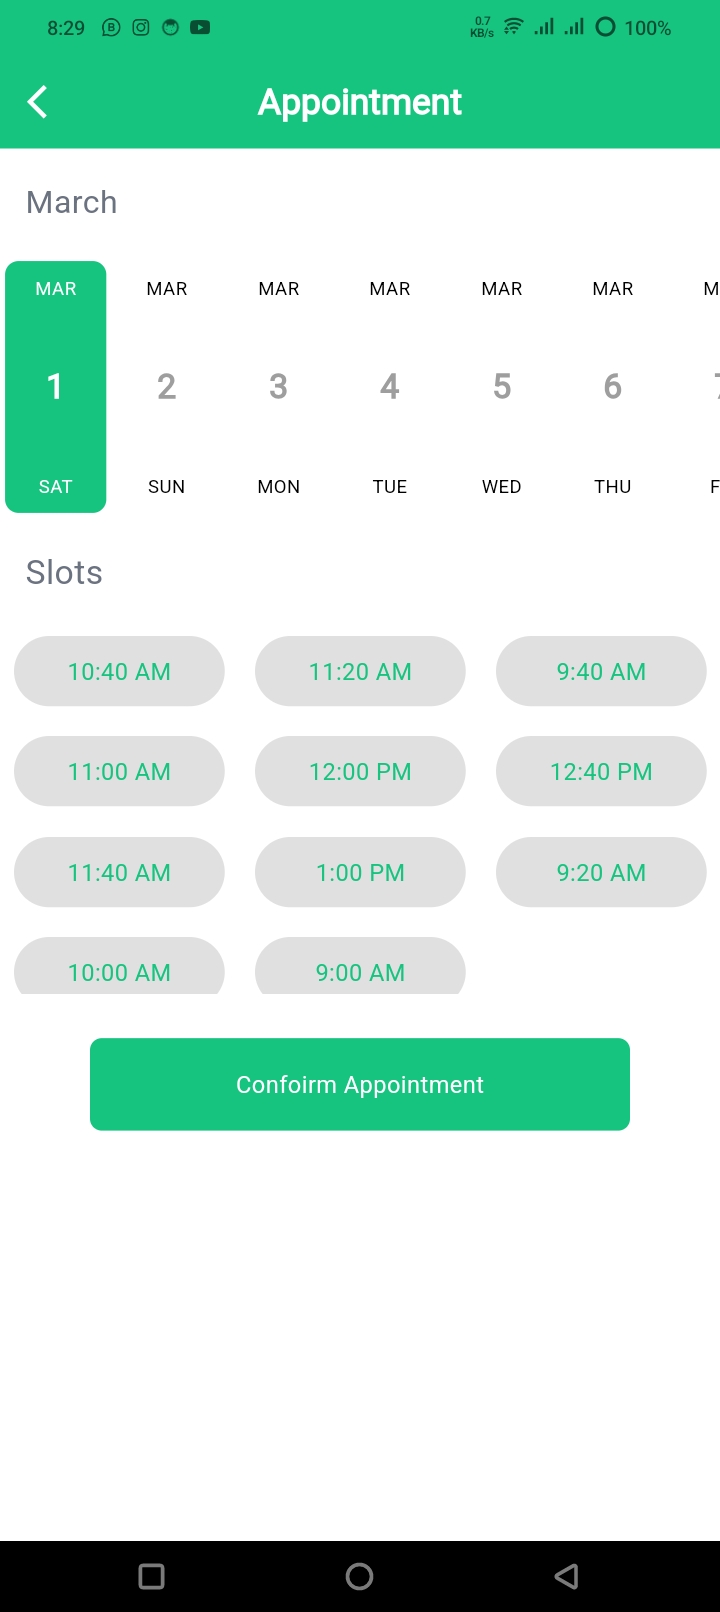 8:29 0.7 KB/s 100%
Appointment
March
MAR MAR MAR MAR MAR MAR M
1 2 3 4 5 6 7
SAT SUN MON TUE WED THU F
Slots
10:40 AM 11:20 AM 9:40 AM
11:00 AM 12:00 PM 12:40 PM
11:40 AM 1:00 PM 9:20 AM
10:00 AM 9:00 AM
Confoirm Appointment